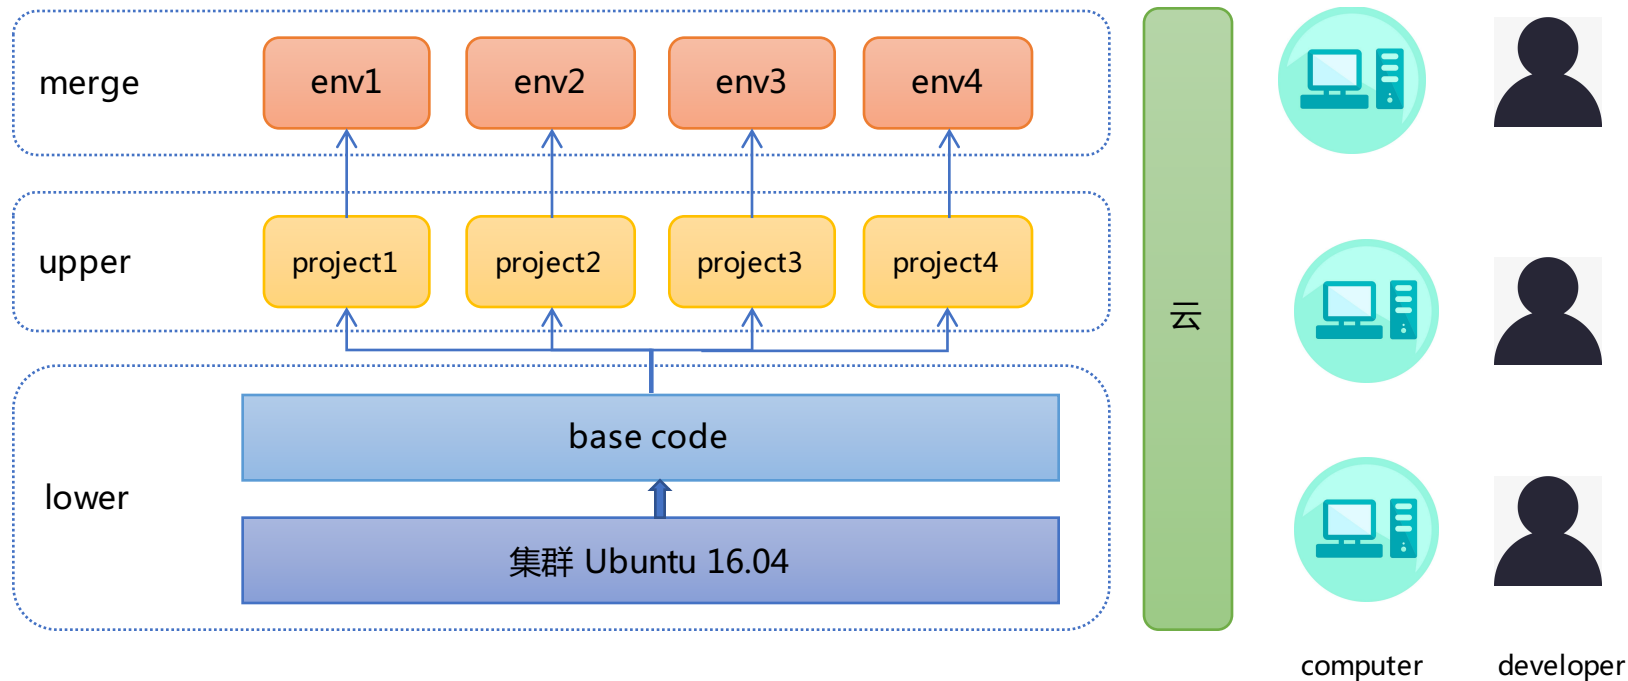 merge
env1
env2
env3
env4
upper
project1
project2
project3
project4
lower
base code
集群 Ubuntu 16.04
云
computer
developer